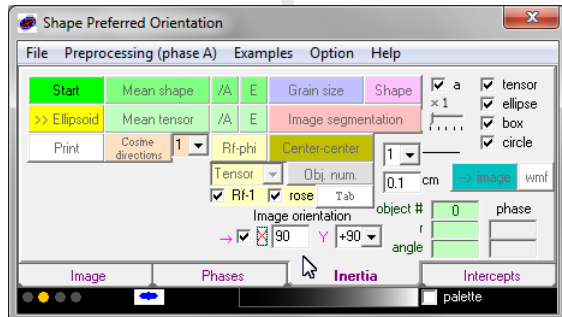 Shape Preferred Orientation
x
File Preprocessing (phase A) Examples Option Help
Start Mean shape /A E Grain size Shape a tensor
>> Ellipsoid Mean tensor /A E Image segmentation × 1 ellipse
box
Print Cosine directions 1 Rf-phi Center-center 1 circle
Tensor Obj. num. 0.1 cm --> image wmf
Rf-1 rose Tab
Image orientation object # 0 phase
→ X 90 Y +90 r
angle
Image Phases Inertia Intercepts
palette